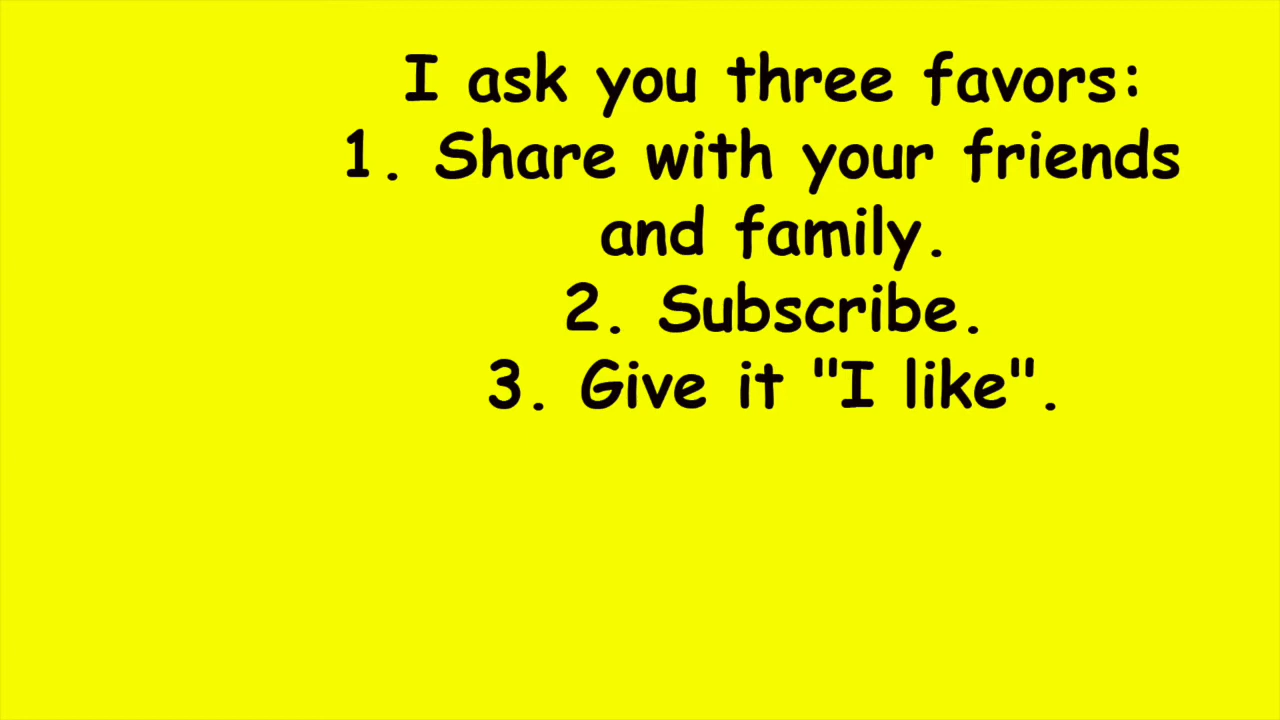 I ask you three favors:
1. Share with your friends
and family.
2. Subscribe.
3. Give it "I like".